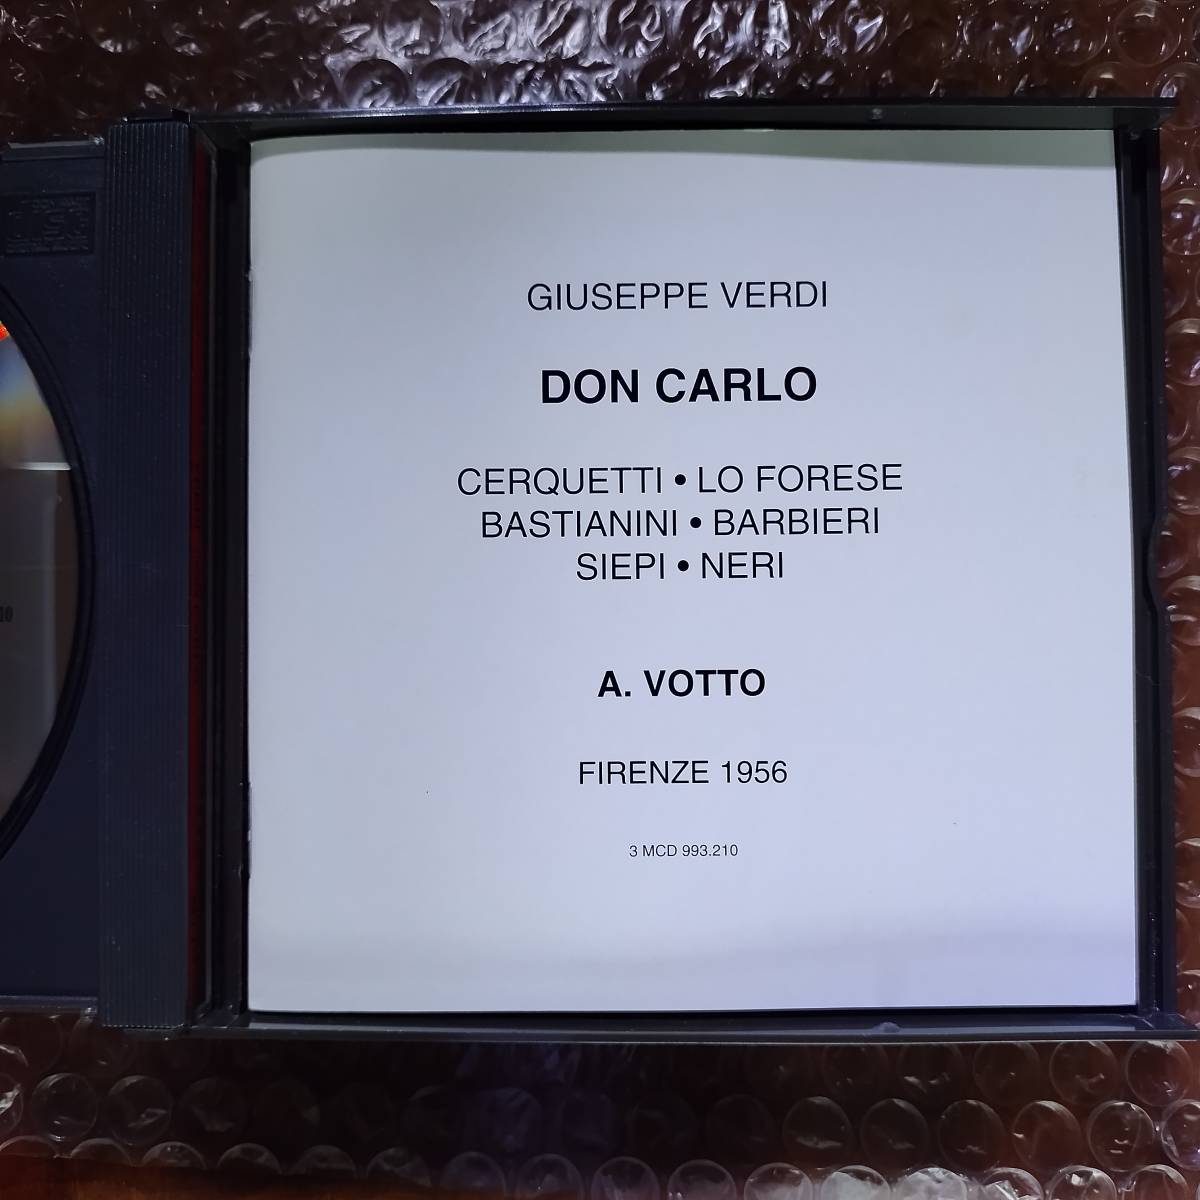 GIUSEPPE VERDI
DON CARLO
CERQUETTI • LO FORESE
BASTIANINI • BARBIERI
SIEPI • NERI
A. VOTTO
FIRENZE 1956
3 MCD 993.210